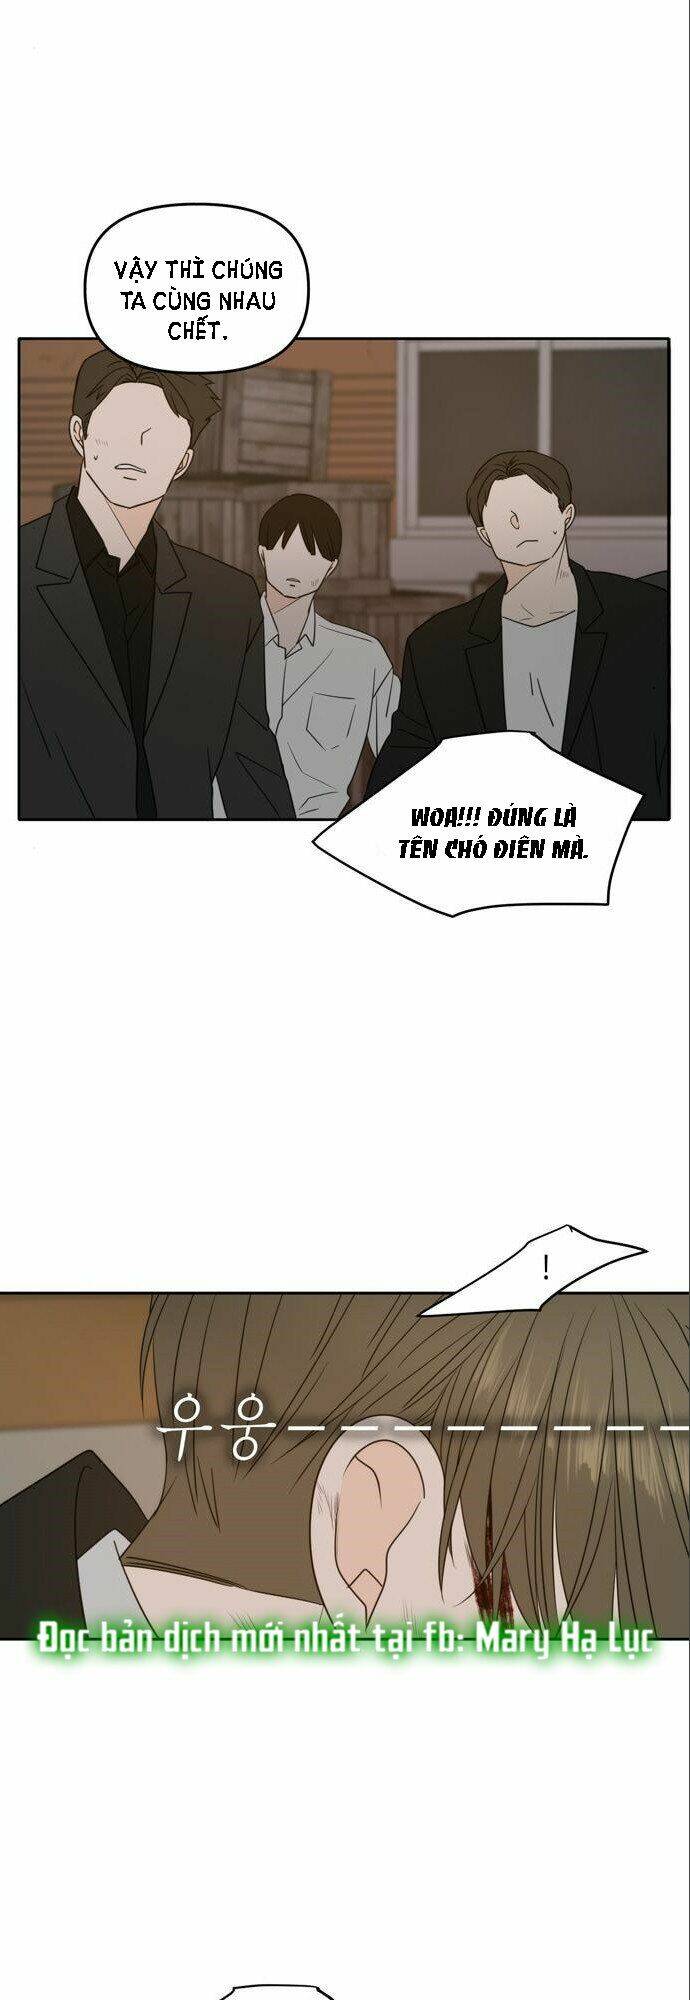 VẬY THÌ CHÚNG
TA CÙNG NHAU
CHẾT.
WOA!!! ĐÚNG LÀ
TÊN CHÓ ĐIÊN MÀ.
!
우웅----------
Đọc bản dịch mới nhất tại fb: Mary Hạ Lục